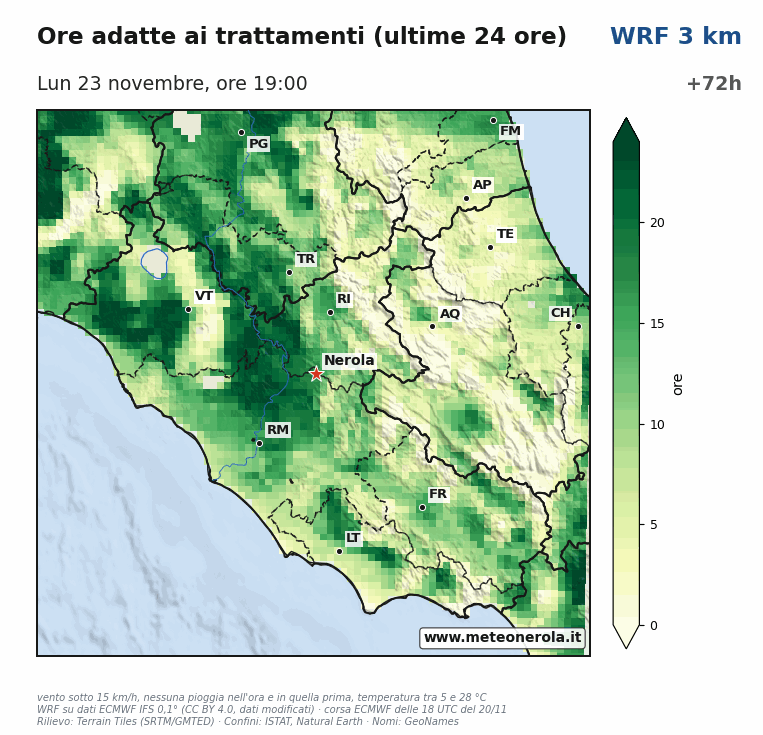 Ore adatte ai trattamenti (ultime 24 ore)
WRF 3 km
Lun 23 novembre, ore 19:00
+72h
FM
PG
AP
TE
TR
VT
RI
AQ
CH
Nerola
RM
FR
LT
www.meteonerola.it
20
15
10
5
0
ore
vento sotto 15 km/h, nessuna pioggia nell'ora e in quella prima, temperatura tra 5 e 28 °C
WRF su dati ECMWF IFS 0,1° (CC BY 4.0, dati modificati) · corsa ECMWF delle 18 UTC del 20/11
Rilievo: Terrain Tiles (SRTM/GMTED) · Confini: ISTAT, Natural Earth · Nomi: GeoNames